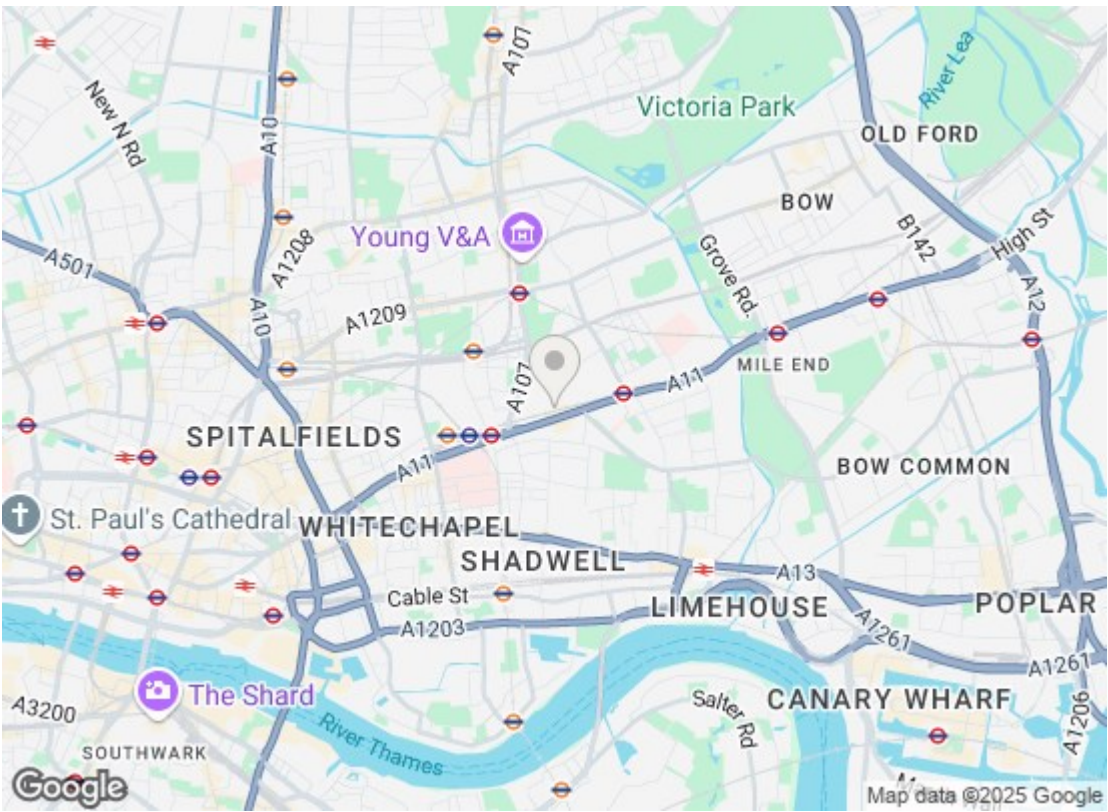 A107
New N Rd
A10
Victoria Park
River Lea
OLD FORD
BOW
B142
High St
A1208
Young V&A
Grove Rd.
A501
A10
A1209
A12
MILE END
A107
A11
SPITALFIELDS
A11
BOW COMMON
St. Paul's Cathedral
WHITECHAPEL
SHADWELL
A13
Cable St
LIMEHOUSE
POPLAR
A1203
A1261
A1261
The Shard
A3200
CANARY WHARF
Salter Rd
A1206
River Thames
SOUTHWARK
Google
Map data ©2025 Google